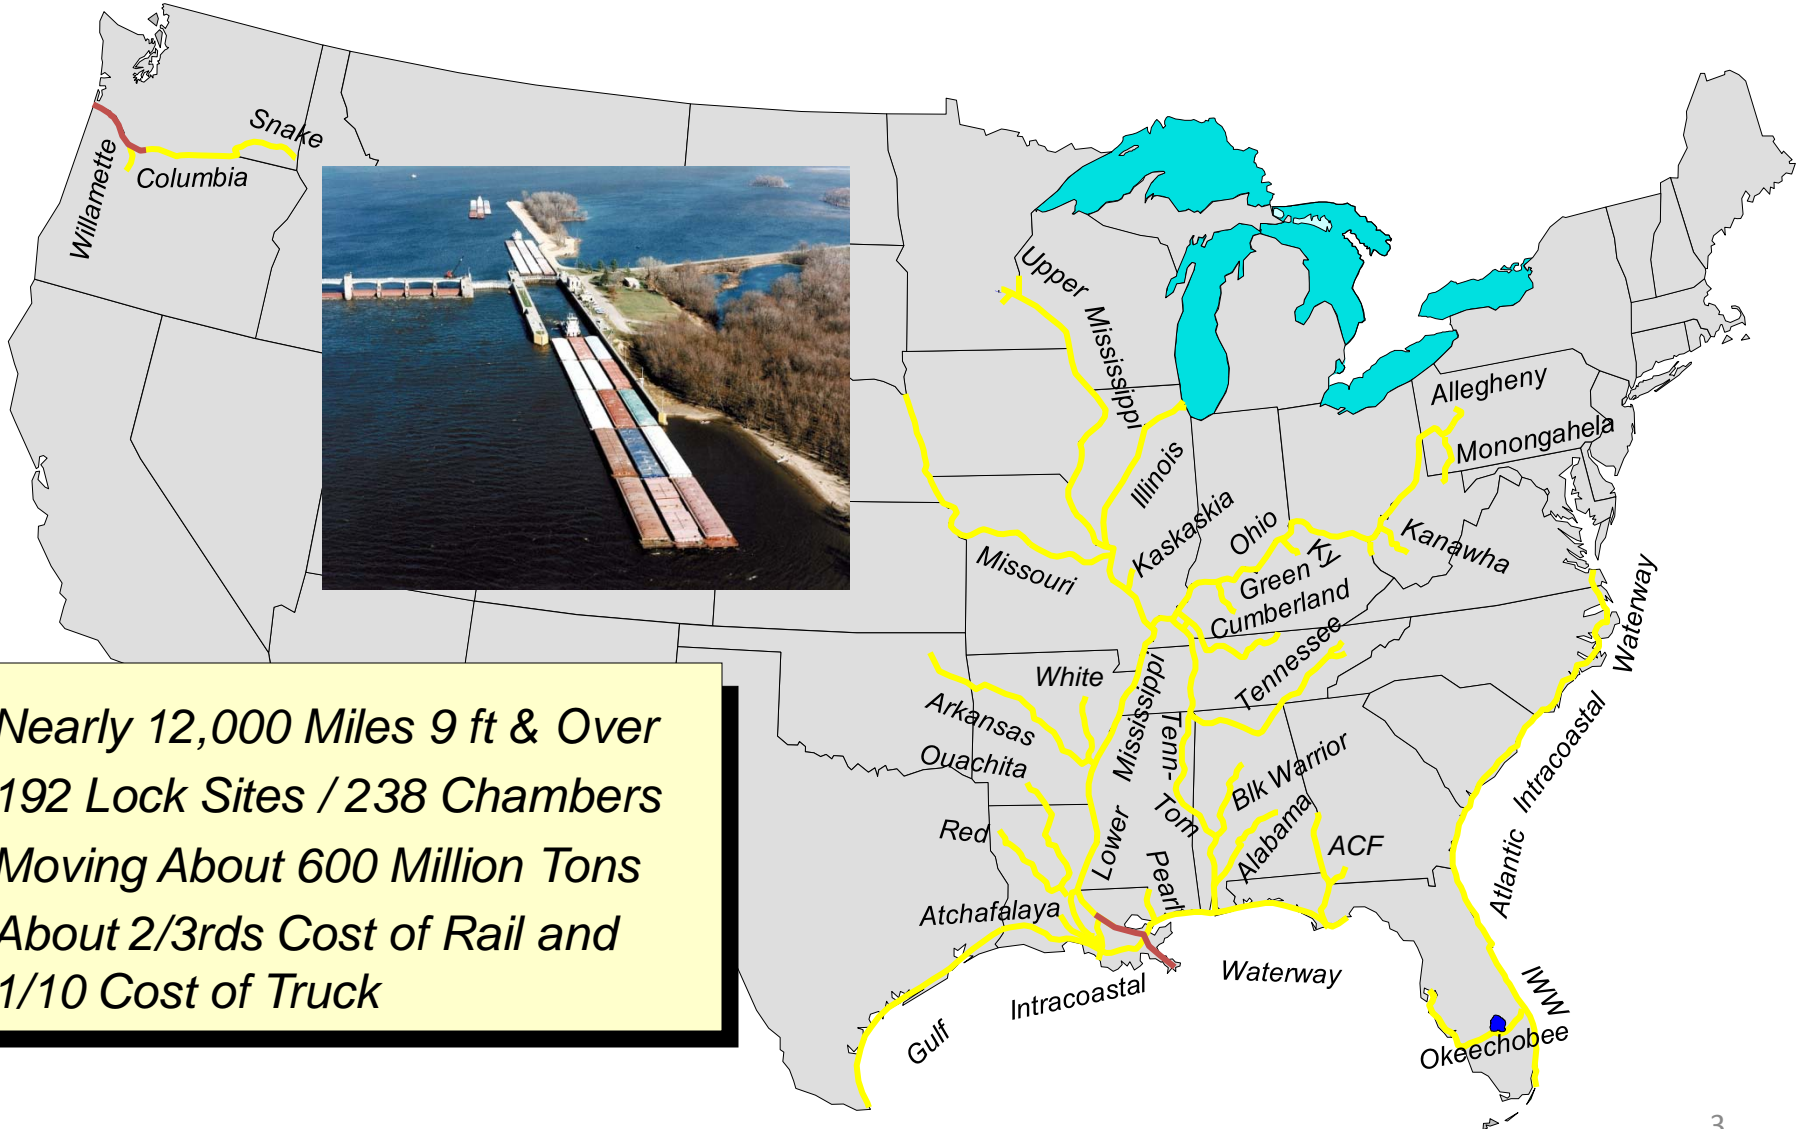 Snake
Willamette
Columbia
Upper
Mississippi
Allegheny
Monongahela
Illinois
Kaskaskia
Ohio
Ky
Kanawha
Missouri
Green
Cumberland
Tennessee
Waterway
White
Arkansas
Ouachita
Mississippi
Tenn-
Tom
Blk Warrior
Intracoastal
Red
Lower
Pearl
Alabama
ACF
Atlantic
Atchafalaya
Waterway
Intracoastal
Gulf
IWW
Okeechobee
Nearly 12,000 Miles 9 ft & Over
192 Lock Sites / 238 Chambers
Moving About 600 Million Tons
About 2/3rds Cost of Rail and
1/10 Cost of Truck
3